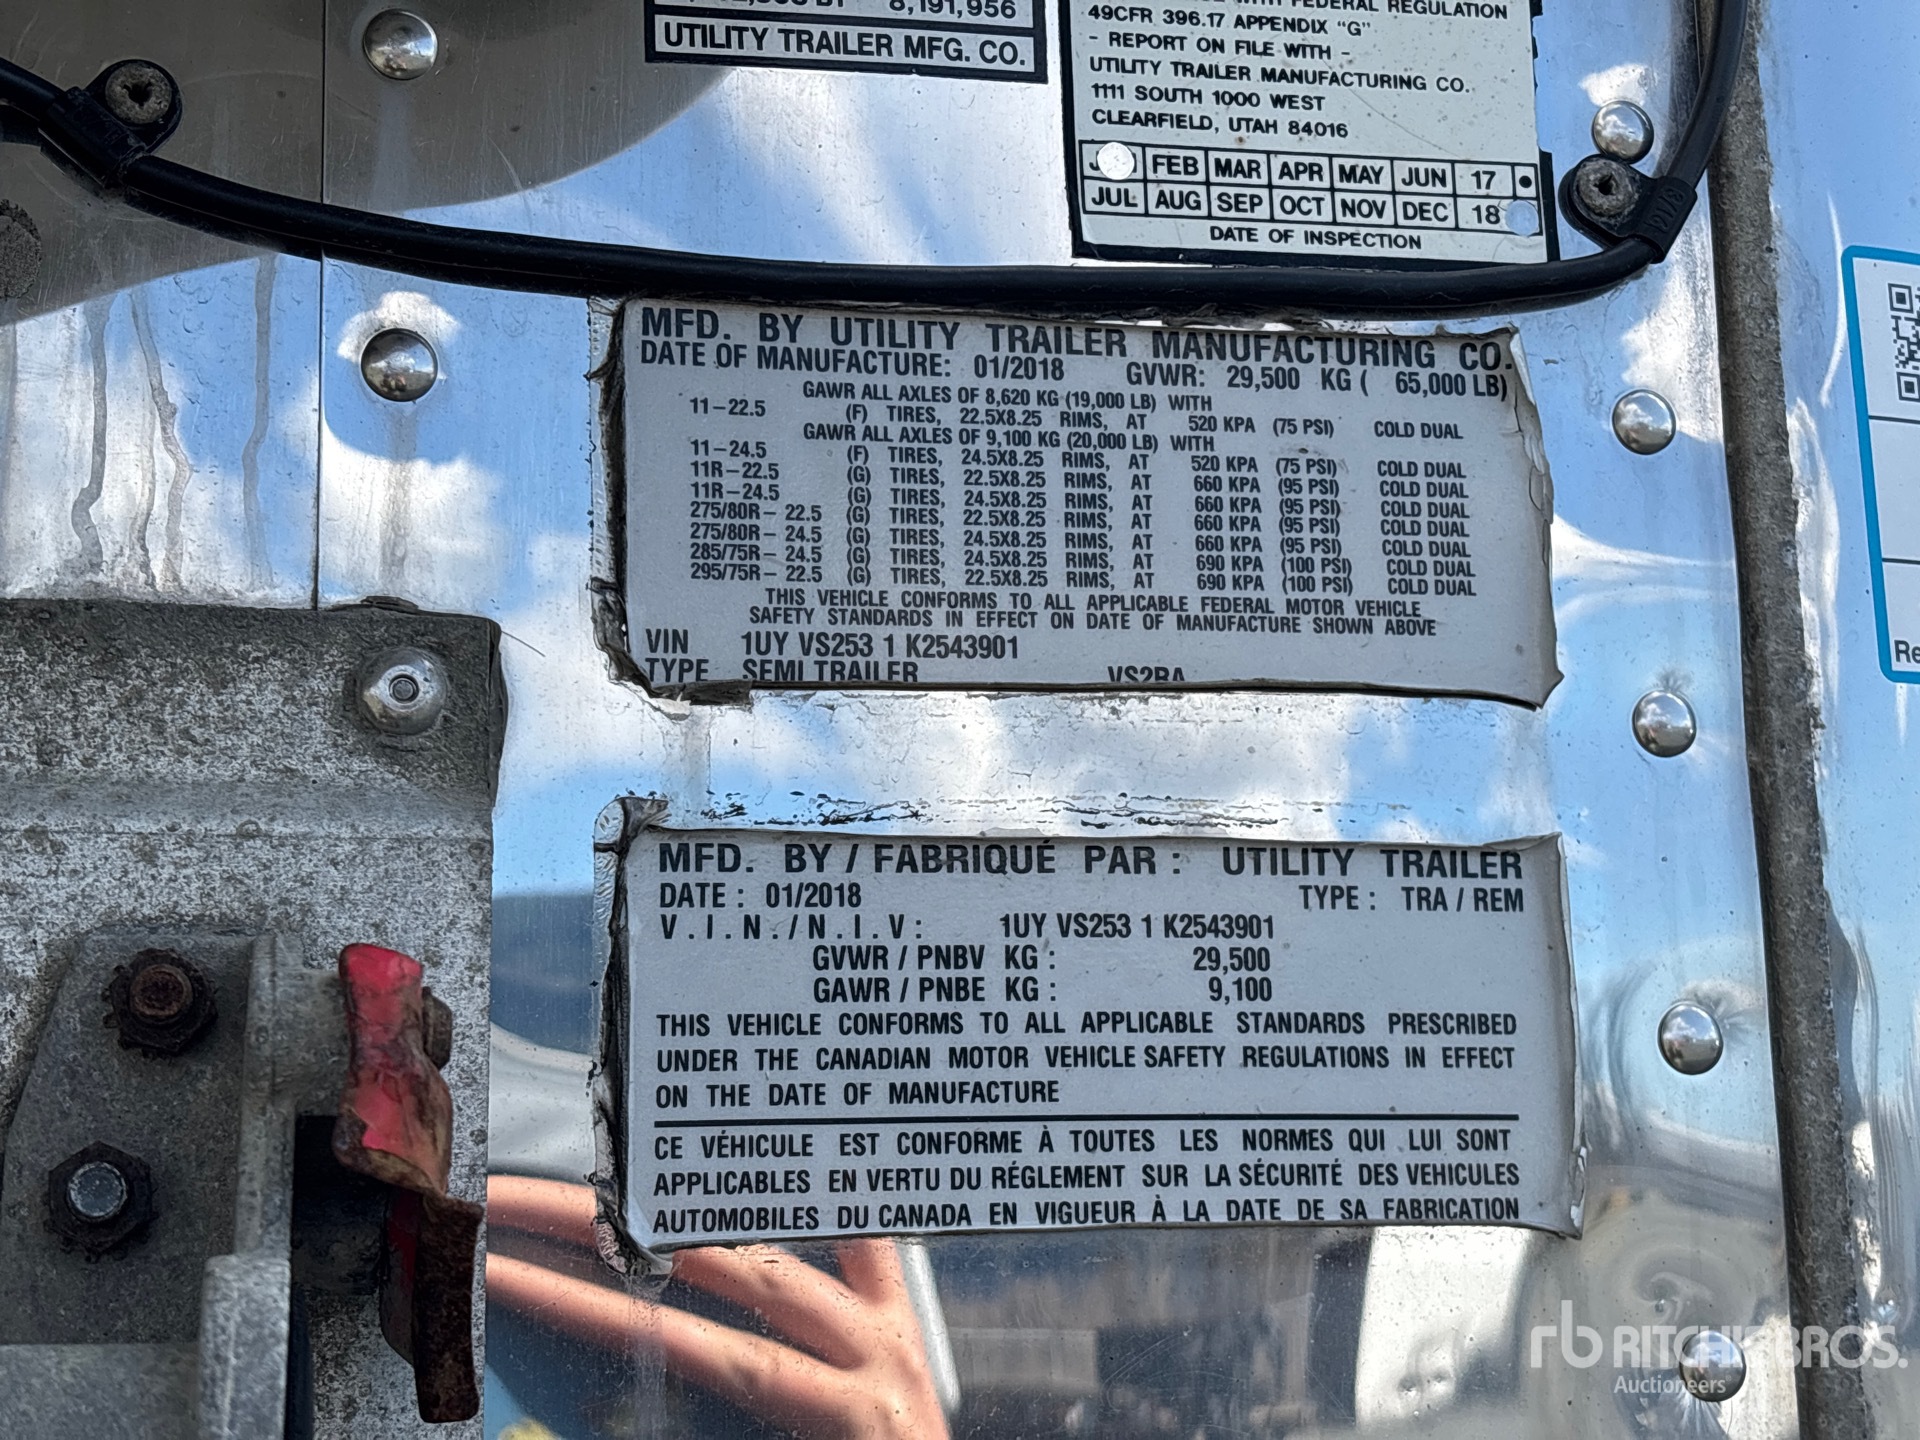 8,191,956
UTILITY TRAILER MFG. CO.
FEDERAL REGULATION
49CFR 396.17 APPENDIX "G"
- REPORT ON FILE WITH -
UTILITY TRAILER MANUFACTURING CO.
1111 SOUTH 1000 WEST
CLEARFIELD, UTAH 84016
FEB MAR APR MAY JUN 17
JUL AUG SEP OCT NOV DEC 18
DATE OF INSPECTION
MFD. BY UTILITY TRAILER MANUFACTURING CO.
DATE OF MANUFACTURE: 01/2018 GVWR: 29,500 KG ( 65,000 LB)
GAWR ALL AXLES OF 8,620 KG (19,000 LB) WITH
11-22.5 (F) TIRES, 22.5X8.25 RIMS, AT 520 KPA (75 PSI) COLD DUAL
GAWR ALL AXLES OF 9,100 KG (20,000 LB) WITH
11-24.5 (F) TIRES, 24.5X8.25 RIMS, AT 520 KPA (75 PSI) COLD DUAL
11R-22.5 (G) TIRES, 22.5X8.25 RIMS, AT 660 KPA (95 PSI) COLD DUAL
11R-24.5 (G) TIRES, 24.5X8.25 RIMS, AT 660 KPA (95 PSI) COLD DUAL
275/80R- 22.5 (G) TIRES, 22.5X8.25 RIMS, AT 660 KPA (95 PSI) COLD DUAL
275/80R- 24.5 (G) TIRES, 24.5X8.25 RIMS, AT 660 KPA (95 PSI) COLD DUAL
285/75R- 24.5 (G) TIRES, 24.5X8.25 RIMS, AT 690 KPA (100 PSI) COLD DUAL
295/75R- 22.5 (G) TIRES, 22.5X8.25 RIMS, AT 690 KPA (100 PSI) COLD DUAL
THIS VEHICLE CONFORMS TO ALL APPLICABLE FEDERAL MOTOR VEHICLE
SAFETY STANDARDS IN EFFECT ON DATE OF MANUFACTURE SHOWN ABOVE
VIN 1UY VS253 1 K2543901
TYPE SEMI TRAILER VS2RA
MFD. BY / FABRIQUÉ PAR : UTILITY TRAILER
DATE : 01/2018 TYPE : TRA / REM
V.I.N./N.I.V: 1UY VS253 1 K2543901
GVWR / PNBV KG : 29,500
GAWR / PNBE KG : 9,100
THIS VEHICLE CONFORMS TO ALL APPLICABLE STANDARDS PRESCRIBED
UNDER THE CANADIAN MOTOR VEHICLE SAFETY REGULATIONS IN EFFECT
ON THE DATE OF MANUFACTURE
CE VÉHICULE EST CONFORME À TOUTES LES NORMES QUI LUI SONT
APPLICABLES EN VERTU DU RÉGLEMENT SUR LA SÉCURITÉ DES VEHICULES
AUTOMOBILES DU CANADA EN VIGUEUR À LA DATE DE SA FABRICATION
rb RITCHIE BROS.
Auctioneers